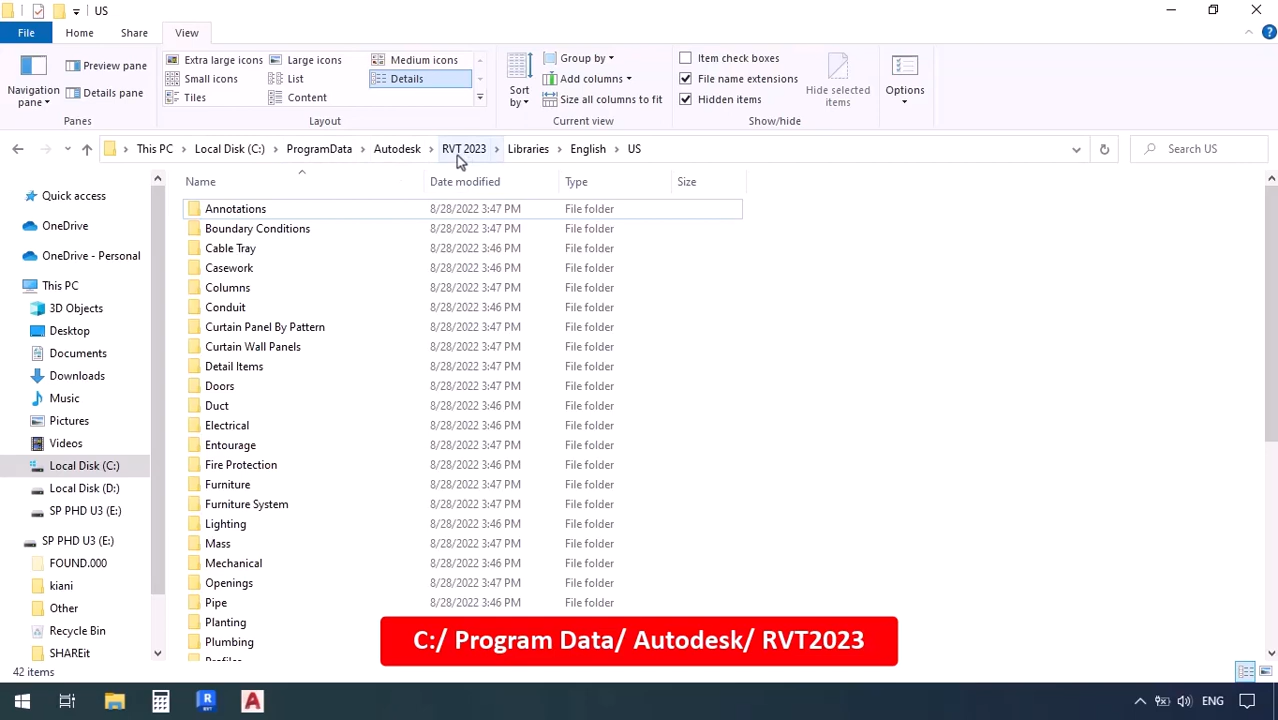 US
File Home Share View
Navigation pane
Preview pane
Details pane
Panes
Extra large icons Large icons Medium icons
Small icons List Details
Tiles Content
Layout
Sort by
Group by
Add columns
Size all columns to fit
Current view
Item check boxes
File name extensions
Hidden items
Hide selected items
Show/hide
Options
This PC > Local Disk (C:) > ProgramData > Autodesk > RVT 2023 > Libraries > English > US
Search US
Quick access
OneDrive
OneDrive - Personal
This PC
3D Objects
Desktop
Documents
Downloads
Music
Pictures
Videos
Local Disk (C:)
Local Disk (D:)
SP PHD U3 (E:)
SP PHD U3 (E:)
FOUND.000
kiani
Other
Recycle Bin
SHAREit
Name Date modified Type Size
Annotations 8/28/2022 3:47 PM File folder
Boundary Conditions 8/28/2022 3:47 PM File folder
Cable Tray 8/28/2022 3:46 PM File folder
Casework 8/28/2022 3:46 PM File folder
Columns 8/28/2022 3:47 PM File folder
Conduit 8/28/2022 3:46 PM File folder
Curtain Panel By Pattern 8/28/2022 3:47 PM File folder
Curtain Wall Panels 8/28/2022 3:47 PM File folder
Detail Items 8/28/2022 3:47 PM File folder
Doors 8/28/2022 3:47 PM File folder
Duct 8/28/2022 3:46 PM File folder
Electrical 8/28/2022 3:46 PM File folder
Entourage 8/28/2022 3:47 PM File folder
Fire Protection 8/28/2022 3:46 PM File folder
Furniture 8/28/2022 3:47 PM File folder
Furniture System 8/28/2022 3:47 PM File folder
Lighting 8/28/2022 3:46 PM File folder
Mass 8/28/2022 3:47 PM File folder
Mechanical 8/28/2022 3:46 PM File folder
Openings 8/28/2022 3:47 PM File folder
Pipe 8/28/2022 3:46 PM File folder
Planting
Plumbing
C:/ Program Data/ Autodesk/ RVT2023
42 items
ENG